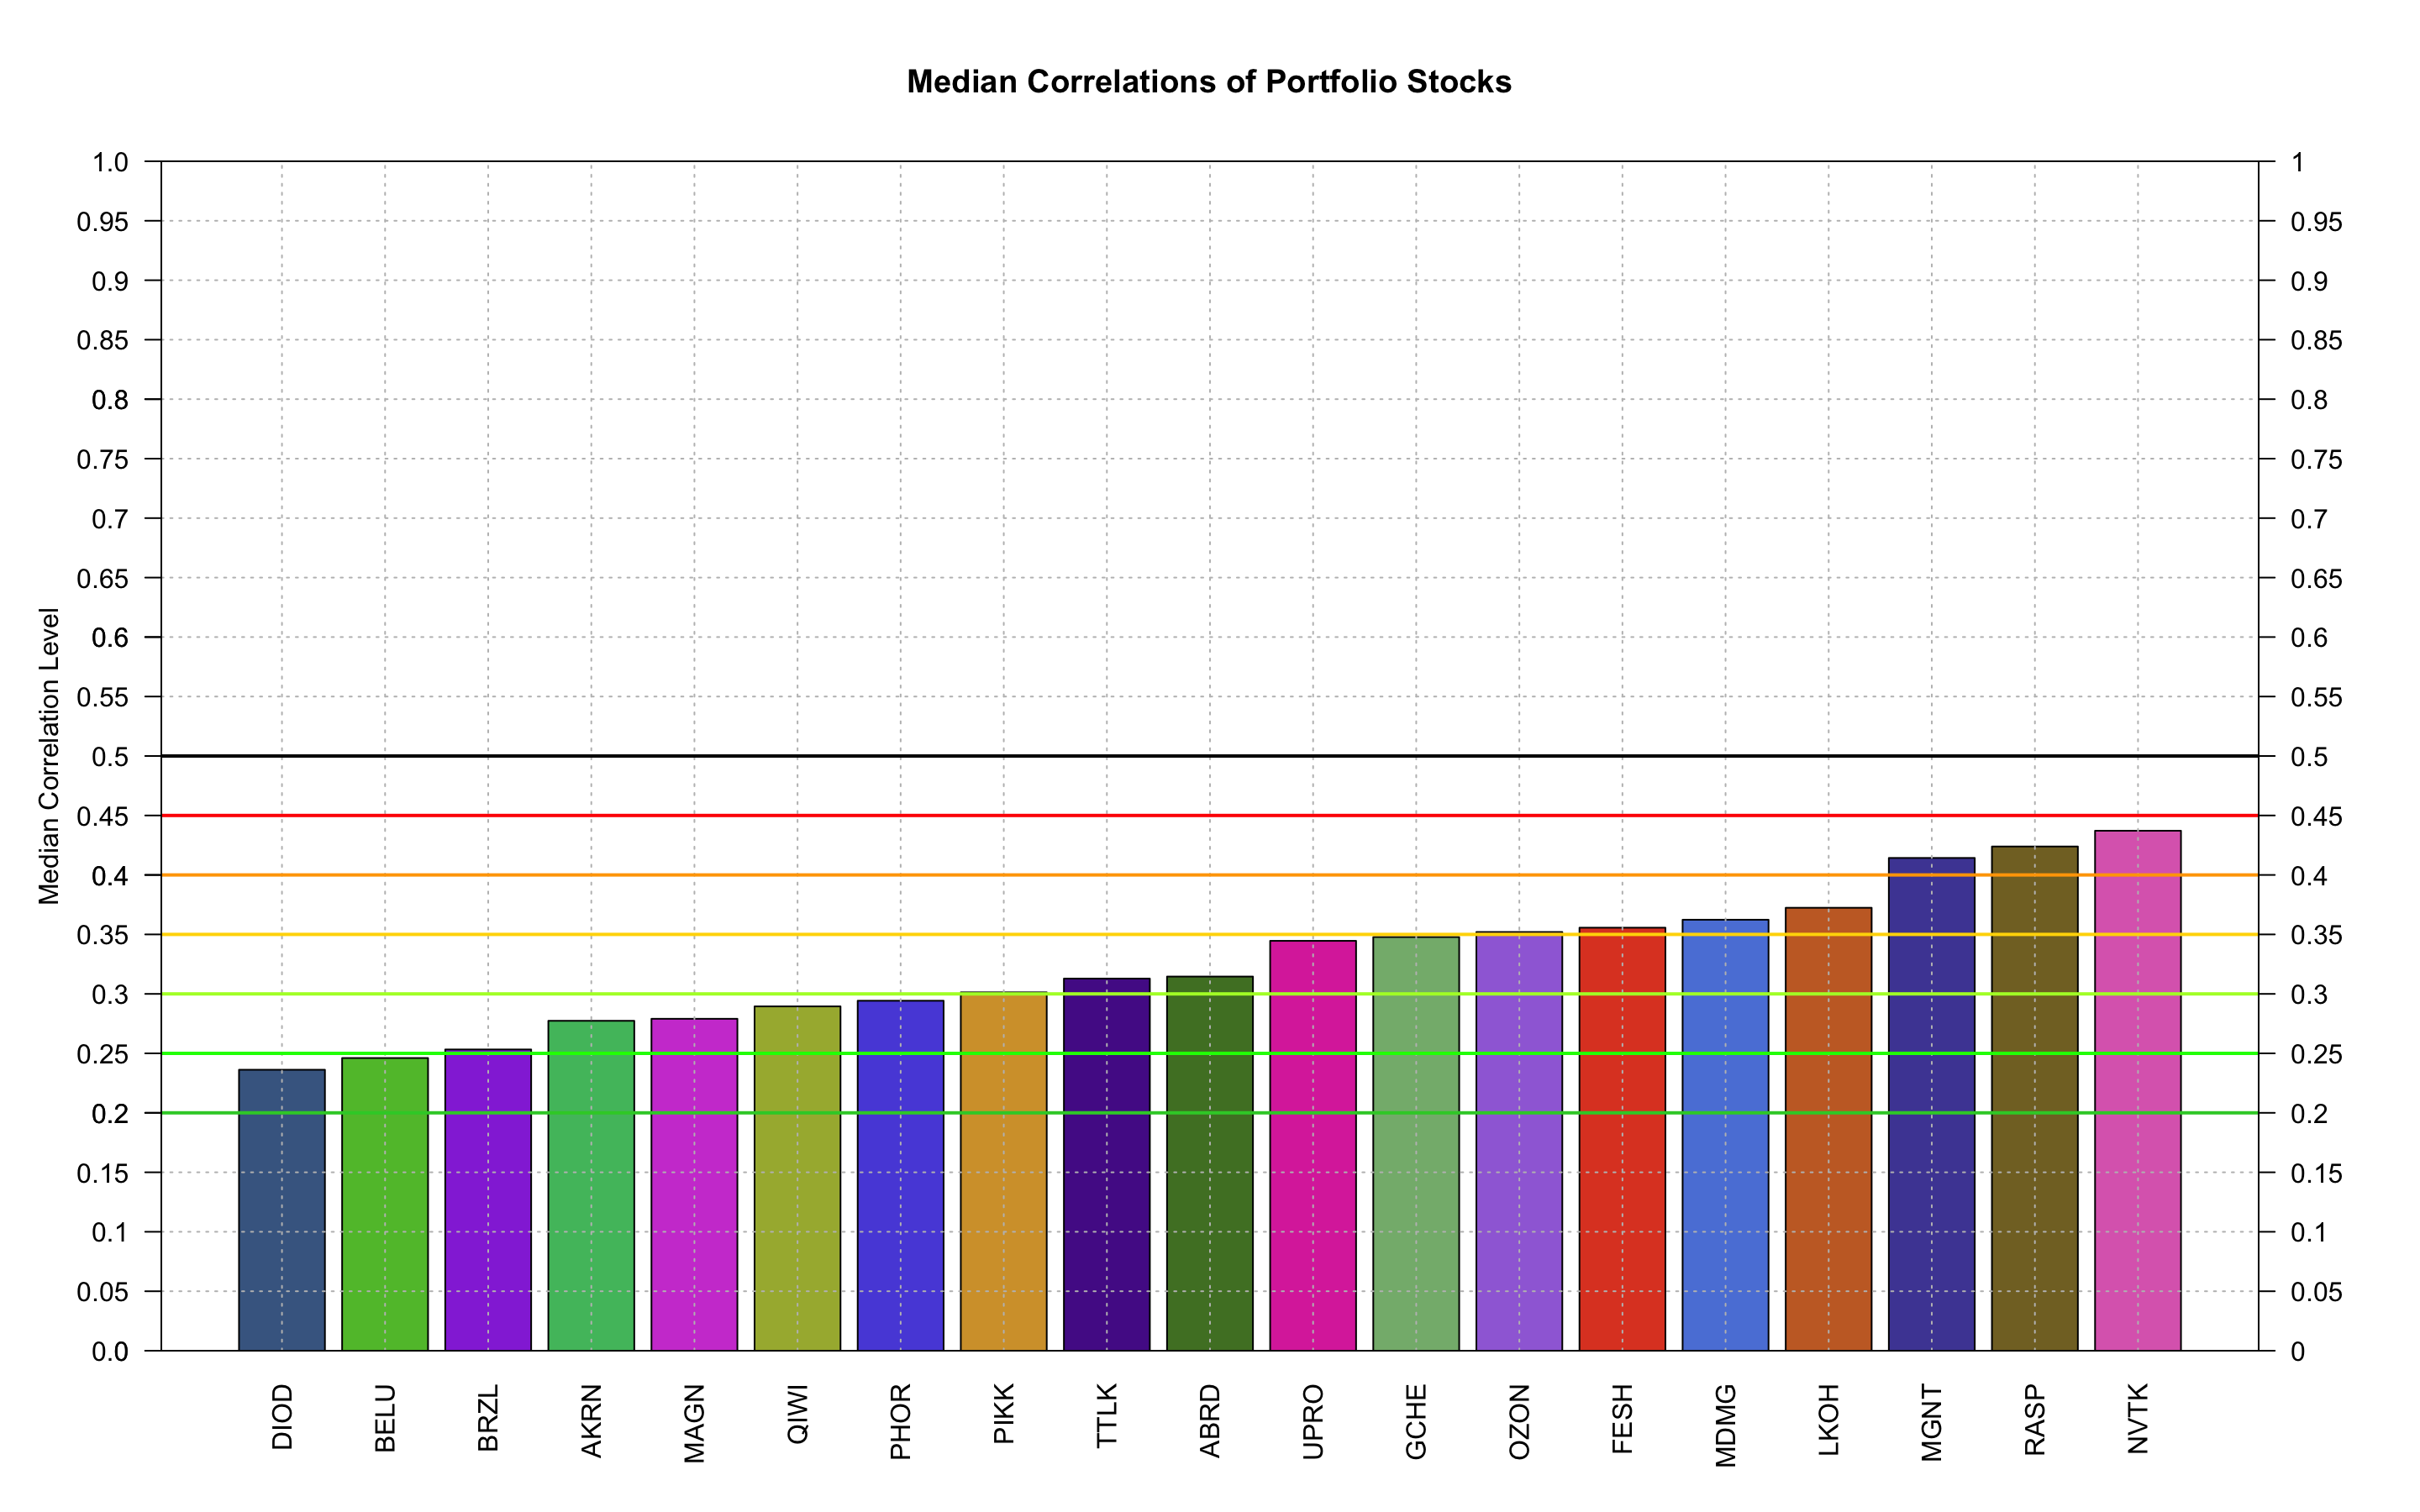 Median Correlations of Portfolio Stocks
Median Correlation Level
1.0
0.95
0.9
0.85
0.8
0.75
0.7
0.65
0.6
0.55
0.5
0.45
0.4
0.35
0.3
0.25
0.2
0.15
0.1
0.05
0.0
1
0.95
0.9
0.85
0.8
0.75
0.7
0.65
0.6
0.55
0.5
0.45
0.4
0.35
0.3
0.25
0.2
0.15
0.1
0.05
0
DIOD
BELU
BRZL
AKRN
MAGN
QIWI
PHOR
PIKK
TTLK
ABRD
UPRO
GCHE
OZON
FESH
MDMG
LKOH
MGNT
RASP
NVTK